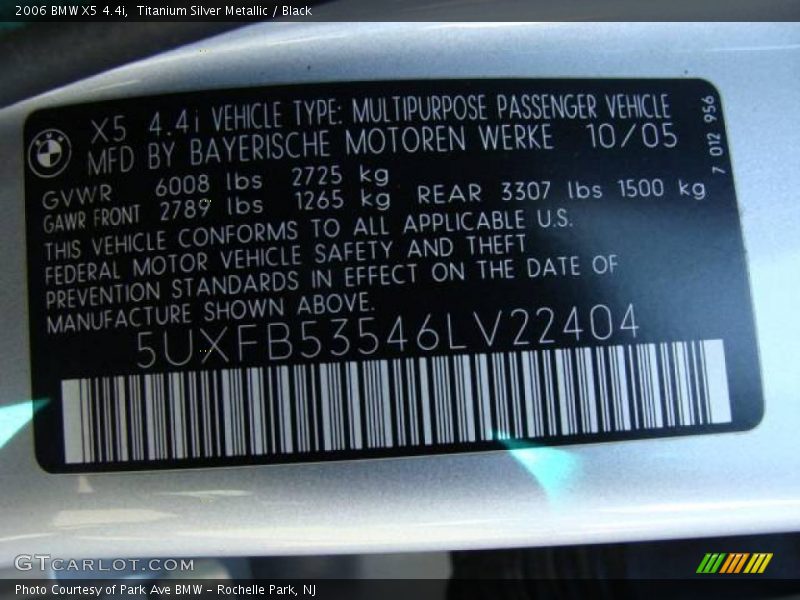 2006 BMW X5 4.4i,  Titanium Silver Metallic / Black
X5 4.4i VEHICLE TYPE: MULTIPURPOSE PASSENGER VEHICLE
MFD BY BAYERISCHE MOTOREN WERKE 10/05
7 012 956
GVWR 6008 lbs 2725 kg
GAWR FRONT 2789 lbs 1265 kg REAR 3307 lbs 1500 kg
THIS VEHICLE CONFORMS TO ALL APPLICABLE U.S.
FEDERAL MOTOR VEHICLE SAFETY AND THEFT
PREVENTION STANDARDS IN EFFECT ON THE DATE OF
MANUFACTURE SHOWN ABOVE.
5UXFB53546LV22404
GTCARLOT.COM
Photo Courtesy of Park Ave BMW - Rochelle Park, NJ